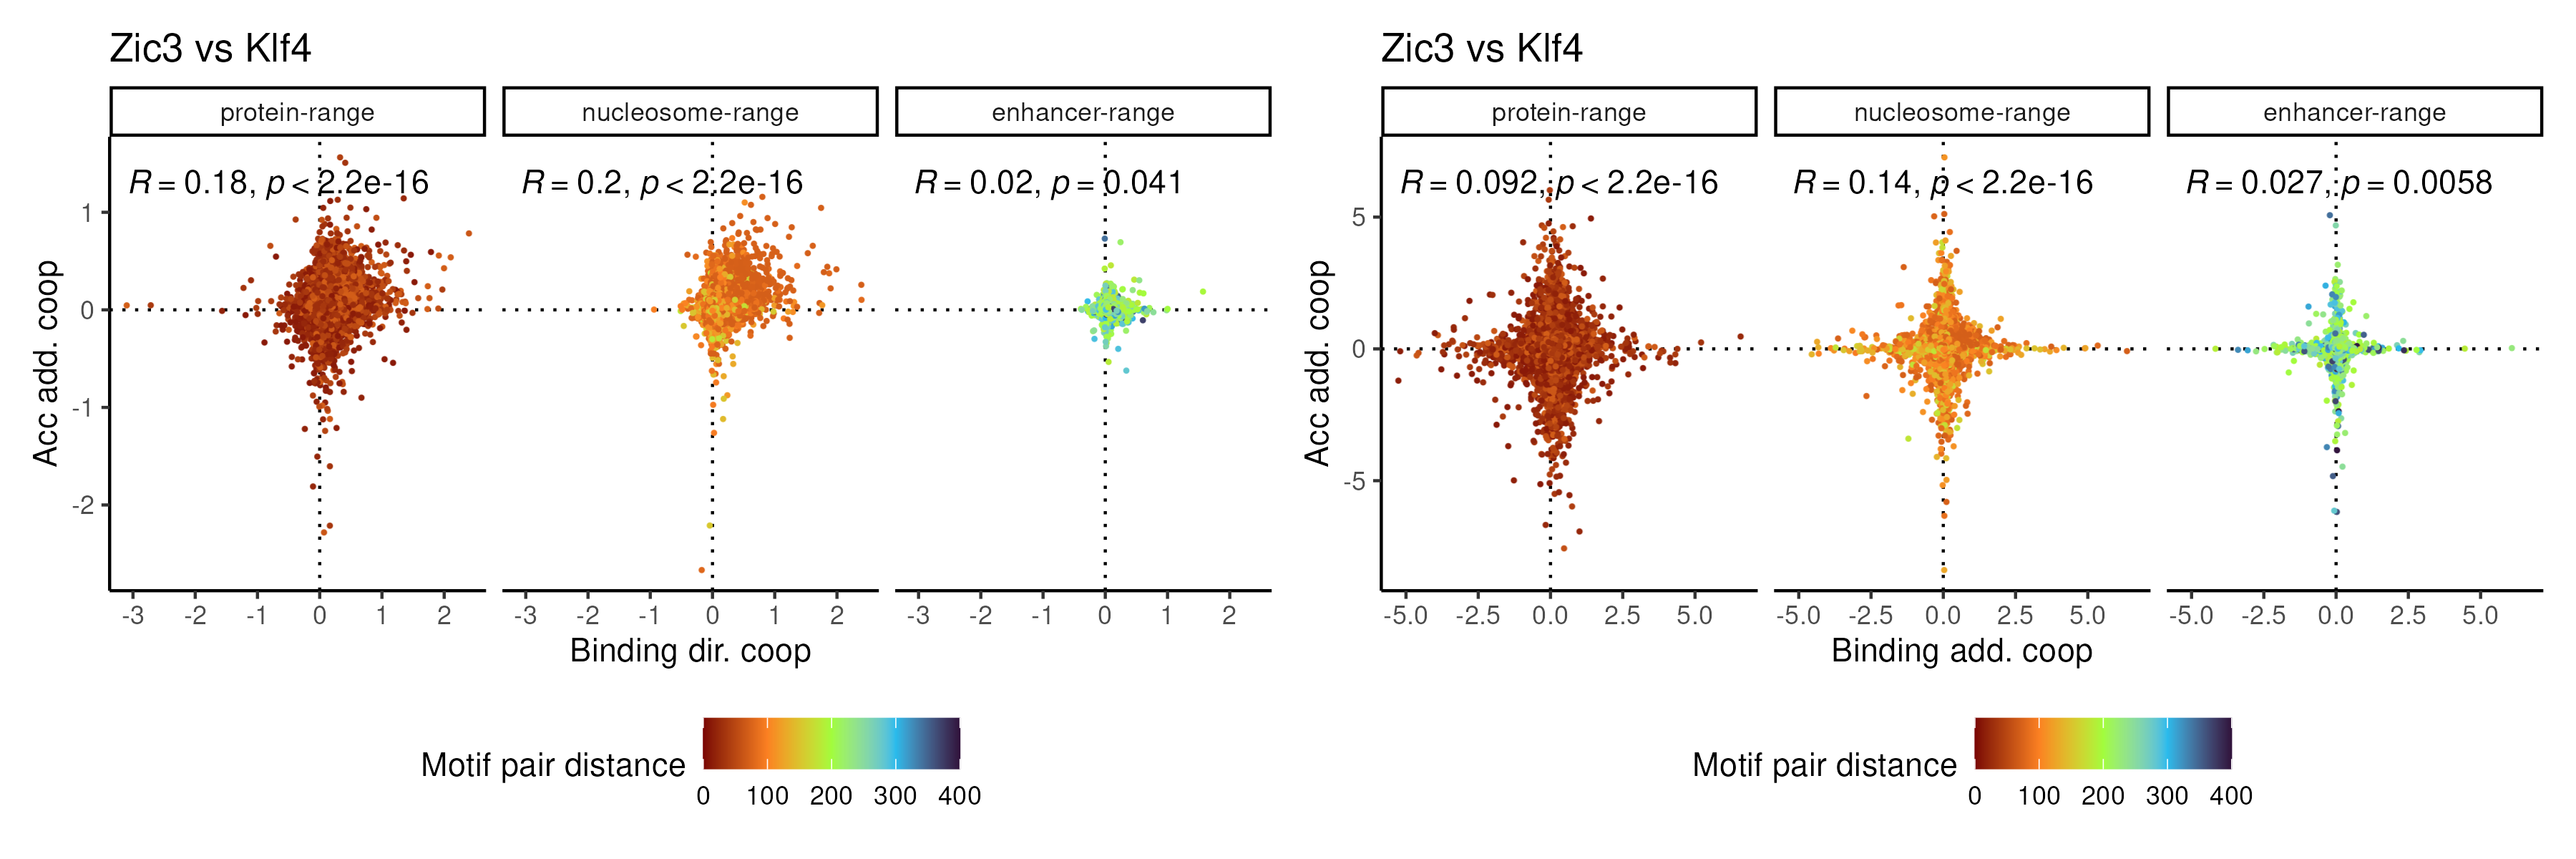 Zic3 vs Klf4
protein-range nucleosome-range enhancer-range
R = 0.18, p < 2.2e-16 R = 0.2, p < 2.2e-16 R = 0.02, p = 0.041
1
0
-1
-2
Acc add. coop
-3 -2 -1 0 1 2 -3 -2 -1 0 1 2 -3 -2 -1 0 1 2
Binding dir. coop
Motif pair distance
0 100 200 300 400
Zic3 vs Klf4
protein-range nucleosome-range enhancer-range
R = 0.092, p < 2.2e-16 R = 0.14, p < 2.2e-16 R = 0.027, p = 0.0058
5
0
-5
Acc add. coop
-5.0 -2.5 0.0 2.5 5.0 -5.0 -2.5 0.0 2.5 5.0 -5.0 -2.5 0.0 2.5 5.0
Binding add. coop
Motif pair distance
0 100 200 300 400